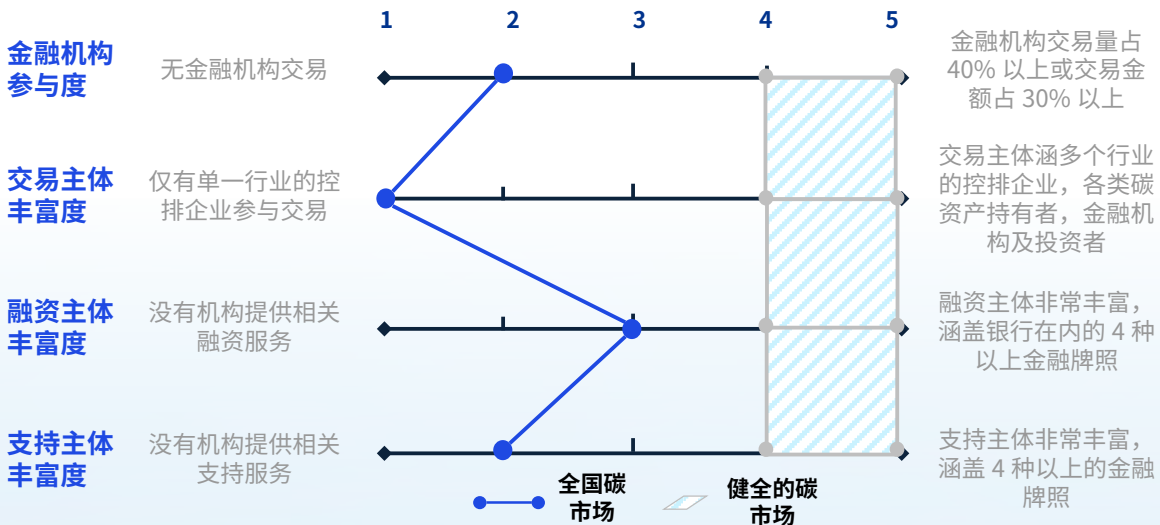 1 2 3 4 5
金融机构
参与度
无金融机构交易
金融机构交易量占
40% 以上或交易金
额占 30% 以上
交易主体
丰富度
仅有单一行业的控
排企业参与交易
交易主体涵多个行业
的控排企业，各类碳
资产持有者，金融机
构及投资者
融资主体
丰富度
没有机构提供相关
融资服务
融资主体非常丰富，
涵盖银行在内的 4 种
以上金融牌照
支持主体
丰富度
没有机构提供相关
支持服务
支持主体非常丰富，
涵盖 4 种以上的金融
牌照
全国碳
市场
健全的碳
市场